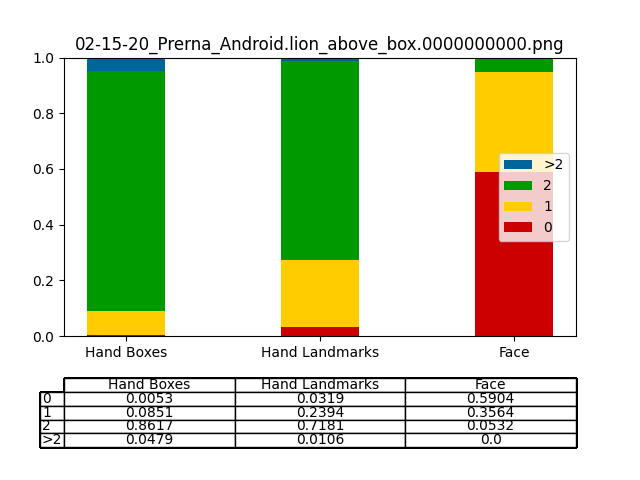 02-15-20_Prerna_Android.lion_above_box.0000000000.png
1.0
0.8
0.6
0.4
0.2
0.0
>2
2
1
0
Hand Boxes Hand Landmarks Face
Hand Boxes Hand Landmarks Face
0 0.0053 0.0319 0.5904
1 0.0851 0.2394 0.3564
2 0.8617 0.7181 0.0532
>2 0.0479 0.0106 0.0